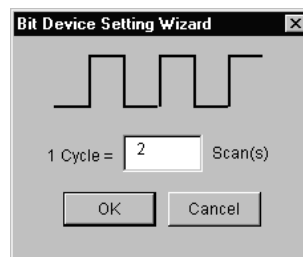 Bit Device Setting Wizard
1 Cycle = 2 Scan(s)
OK Cancel